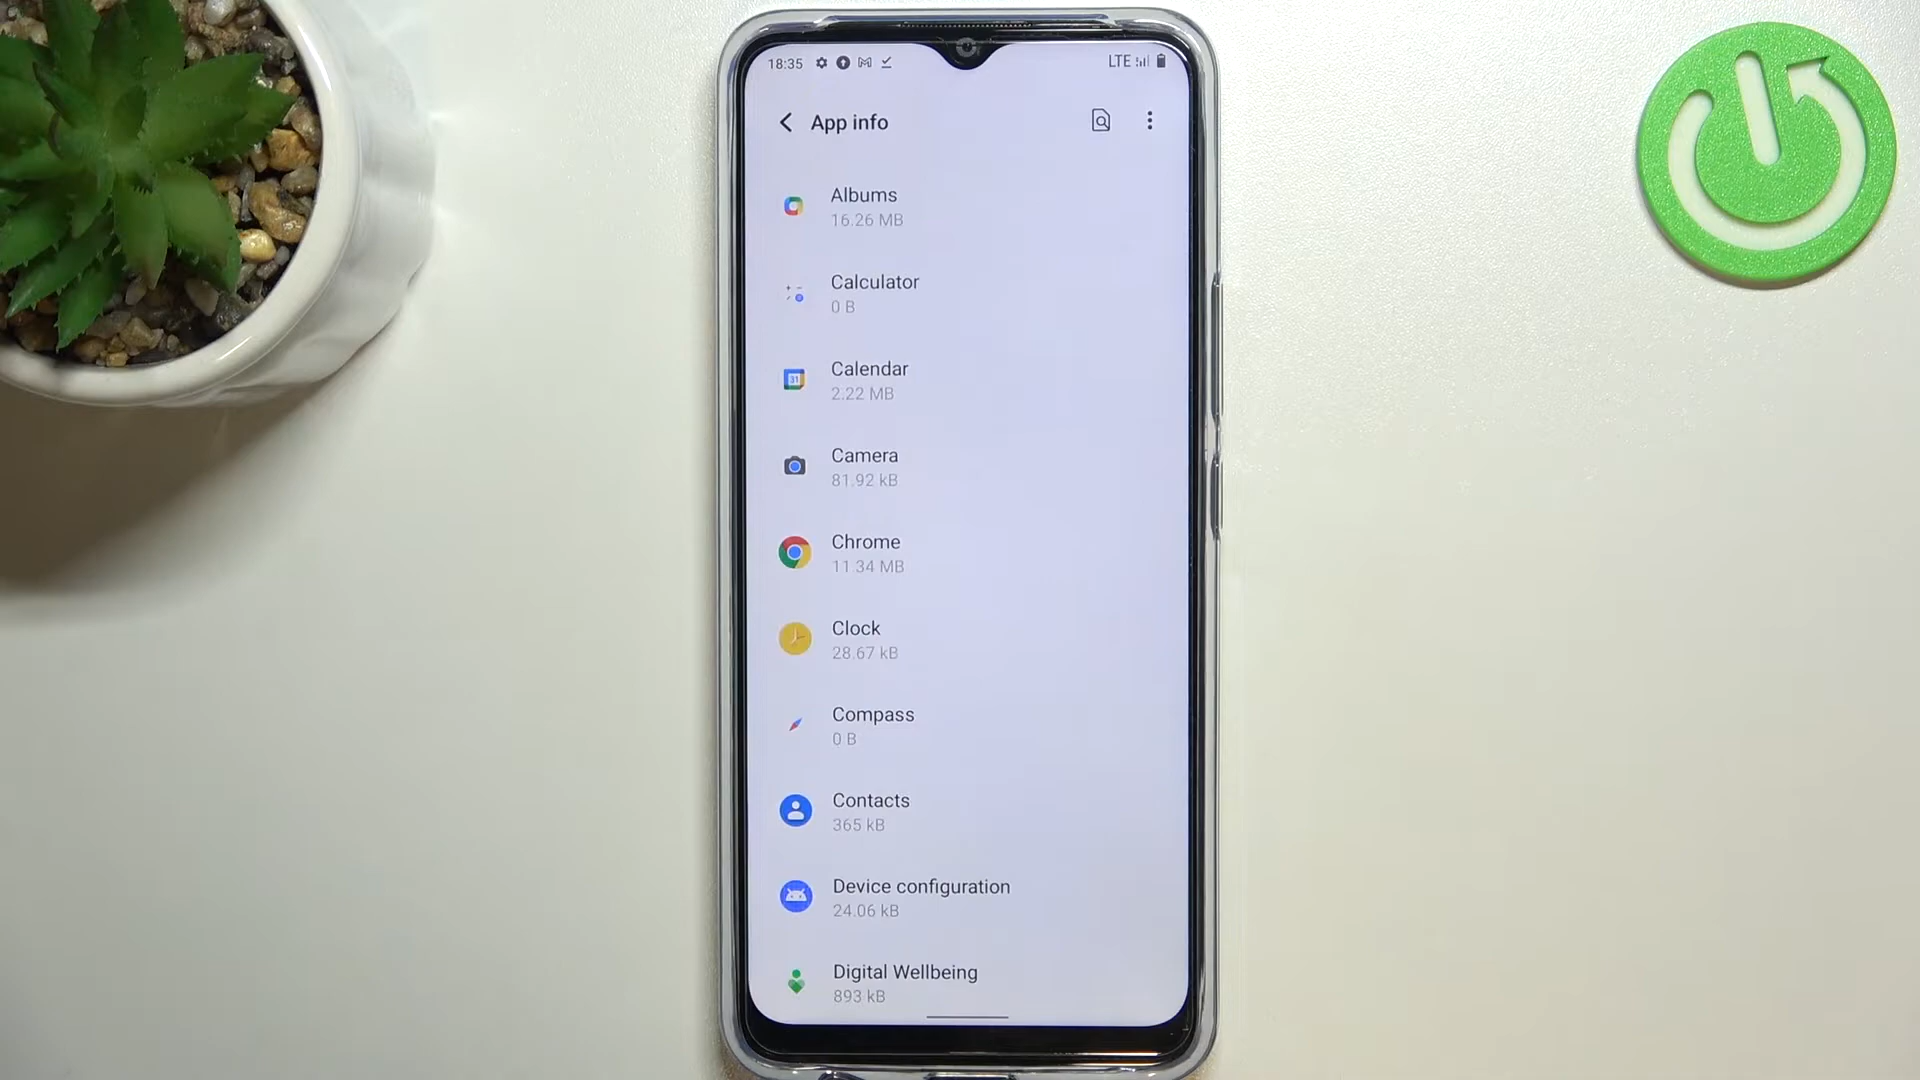 18:35
LTE
App info
Albums
16.26 MB
Calculator
0 B
31
Calendar
2.22 MB
Camera
81.92 kB
Chrome
11.34 MB
Clock
28.67 kB
Compass
0 B
Contacts
365 kB
Device configuration
24.06 kB
Digital Wellbeing
893 kB